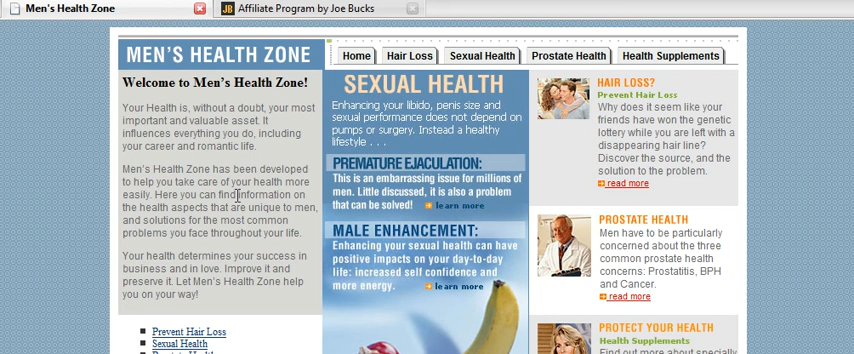 Men's Health Zone
Affiliate Program by Joe Bucks
JB
MEN'S HEALTH ZONE
Home
Hair Loss
Sexual Health
Prostate Health
Health Supplements
Welcome to Men's Health Zone!
Your Health is, without a doubt, your most
important and valuable asset. It
influences everything you do, including
your career and romantic life.
Men's Health Zone has been developed
to help you take care of your health more
easily. Here you can find information on
the health aspects that are unique to men,
and solutions for the most common
problems you face throughout your life.
Your health determines your success in
business and in love. Improve it and
preserve it. Let Men's Health Zone help
you on your way!
Prevent Hair Loss
Sexual Health
Prostate Health
SEXUAL HEALTH
Enhancing your libido, penis size and
sexual performance does not depend on
pumps or surgery. Instead a healthy
lifestyle . . .
PREMATURE EJACULATION:
This is an embarrassing issue for millions of
men. Little discussed, it is also a problem
that can be solved!
learn more
MALE ENHANCEMENT:
Enhancing your sexual health can have
positive impacts on your day-to-day
life: increased self confidence and
more energy.
learn more
HAIR LOSS?
Prevent Hair Loss
Why does it seem like your
friends have won the genetic
lottery while you are left with a
disappearing hair line?
Discover the source, and the
solution to the problem.
read more
PROSTATE HEALTH
Men have to be particularly
concerned about the three
common prostate health
concerns: Prostatitis, BPH
and Cancer.
read more
PROTECT YOUR HEALTH
Health Supplements
Find out more about specially